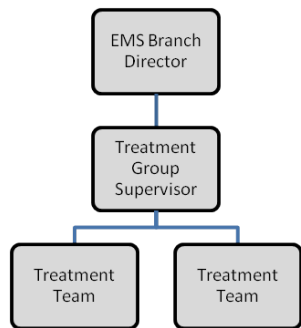 EMS Branch
Director
Treatment
Group
Supervisor
Treatment
Team
Treatment
Team